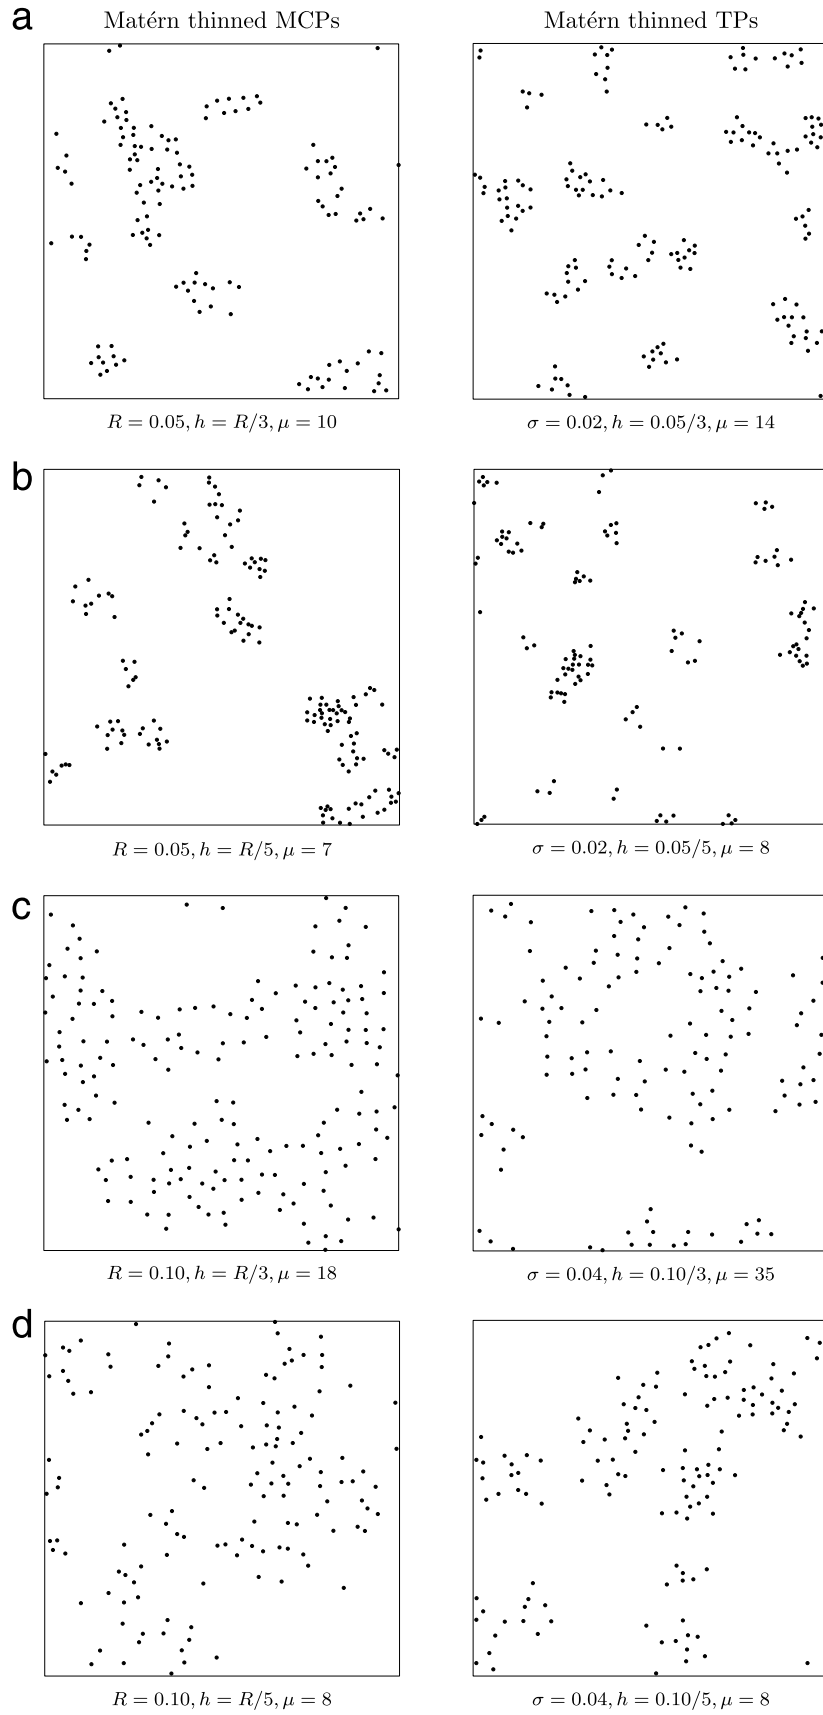 a
Matérn thinned MCPs Matérn thinned TPs
R = 0.05, h = R/3, μ = 10 σ = 0.02, h = 0.05/3, μ = 14
b
R = 0.05, h = R/5, μ = 7 σ = 0.02, h = 0.05/5, μ = 8
c
R = 0.10, h = R/3, μ = 18 σ = 0.04, h = 0.10/3, μ = 35
d
R = 0.10, h = R/5, μ = 8 σ = 0.04, h = 0.10/5, μ = 8